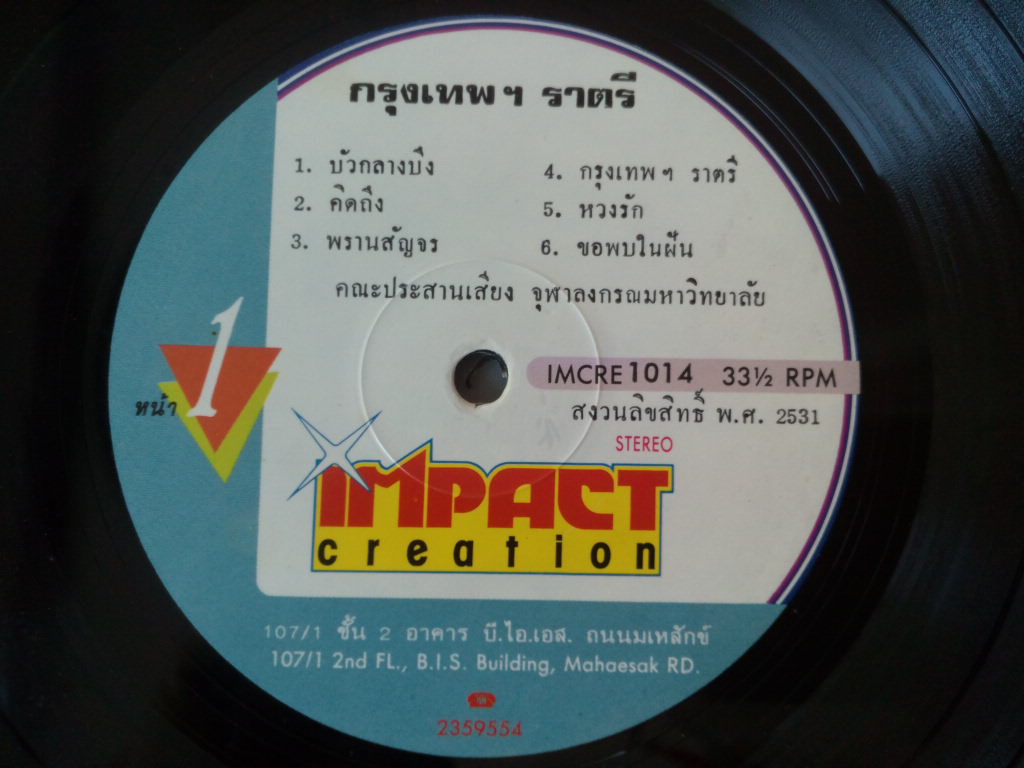 กรุงเทพฯ ราตรี
1. บัวกลางบึง
2. คิดถึง
3. พรานสัญจร
4. กรุงเทพฯ ราตรี
5. หวงรัก
6. ขอพบในฝัน
คณะประสานเสียง จุฬาลงกรณมหาวิทยาลัย
หน้า 1
IMCRE 1014 33½ RPM
สงวนลิขสิทธิ์ พ.ศ. 2531
STEREO
IMPACT
creation
107/1 ชั้น 2 อาคาร บี.ไอ.เอส. ถนนมเหสักข์
107/1 2nd FL., B.I.S. Building, Mahaesak RD.
2359554